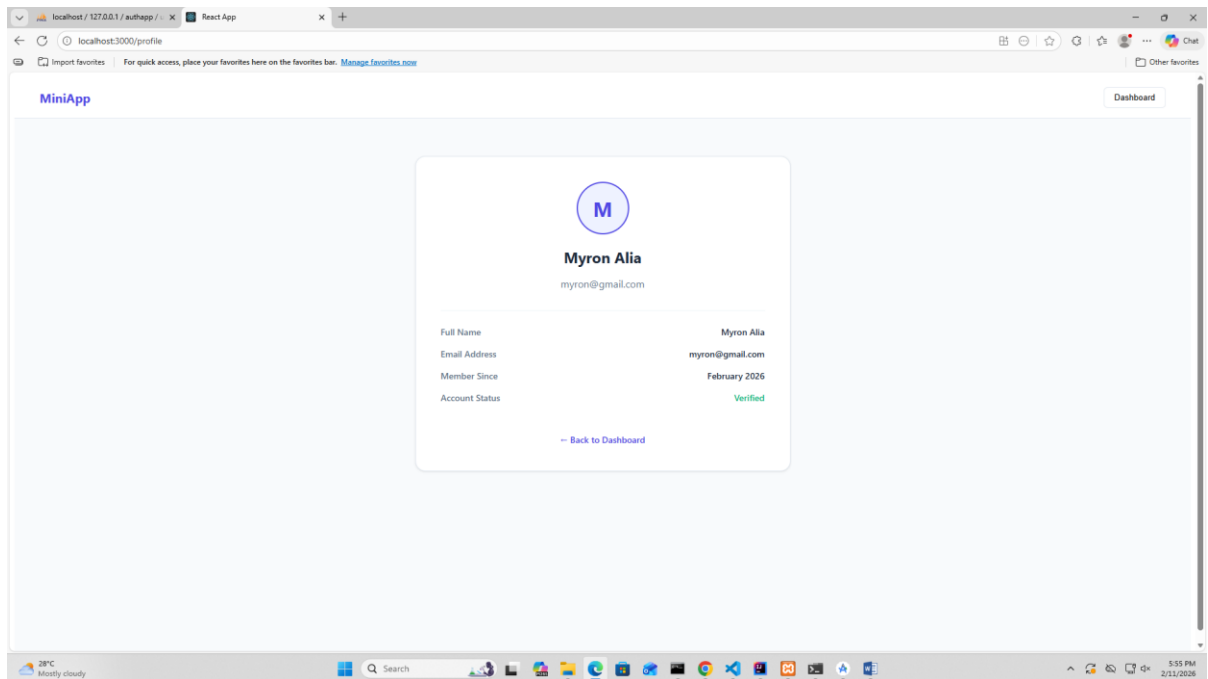 localhost / 127.0.0.1 / authapp /
React App
localhost:3000/profile
Chat
Import favorites
For quick access, place your favorites here on the favorites bar. Manage favorites now
Other favorites
MiniApp
Dashboard
M
Myron Alia
myron@gmail.com
Full Name Myron Alia
Email Address myron@gmail.com
Member Since February 2026
Account Status Verified
← Back to Dashboard
28°C
Mostly cloudy
Search
5:55 PM
2/11/2026